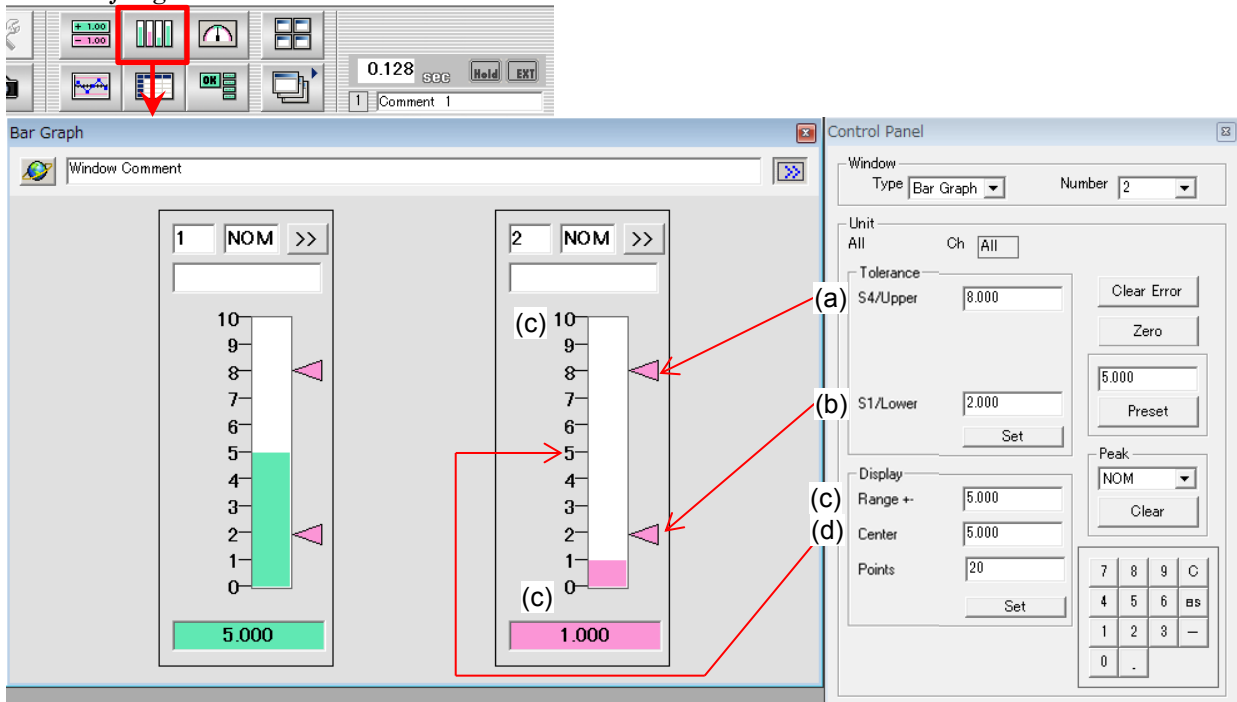 + 1.00
- 1.00
OK
0.128 sec Hold EXT
1 Comment 1
Bar Graph
Window Comment
1 NOM >>
10
9
8
7
6
5
4
3
2
1
0
5.000
2 NOM >>
(c) 10
9
8
7
6
5
4
3
2
1
(c) 0
1.000
Control Panel
Window
Type Bar Graph Number 2
Unit
All Ch All
Tolerance
(a) S4/Upper 8.000
(b) S1/Lower 2.000
Set
Display
(c) Range +- 5.000
(d) Center 5.000
Points 20
Set
Clear Error
Zero
5.000
Preset
Peak
NOM
Clear
7 8 9 C
4 5 6 BS
1 2 3 -
0 .